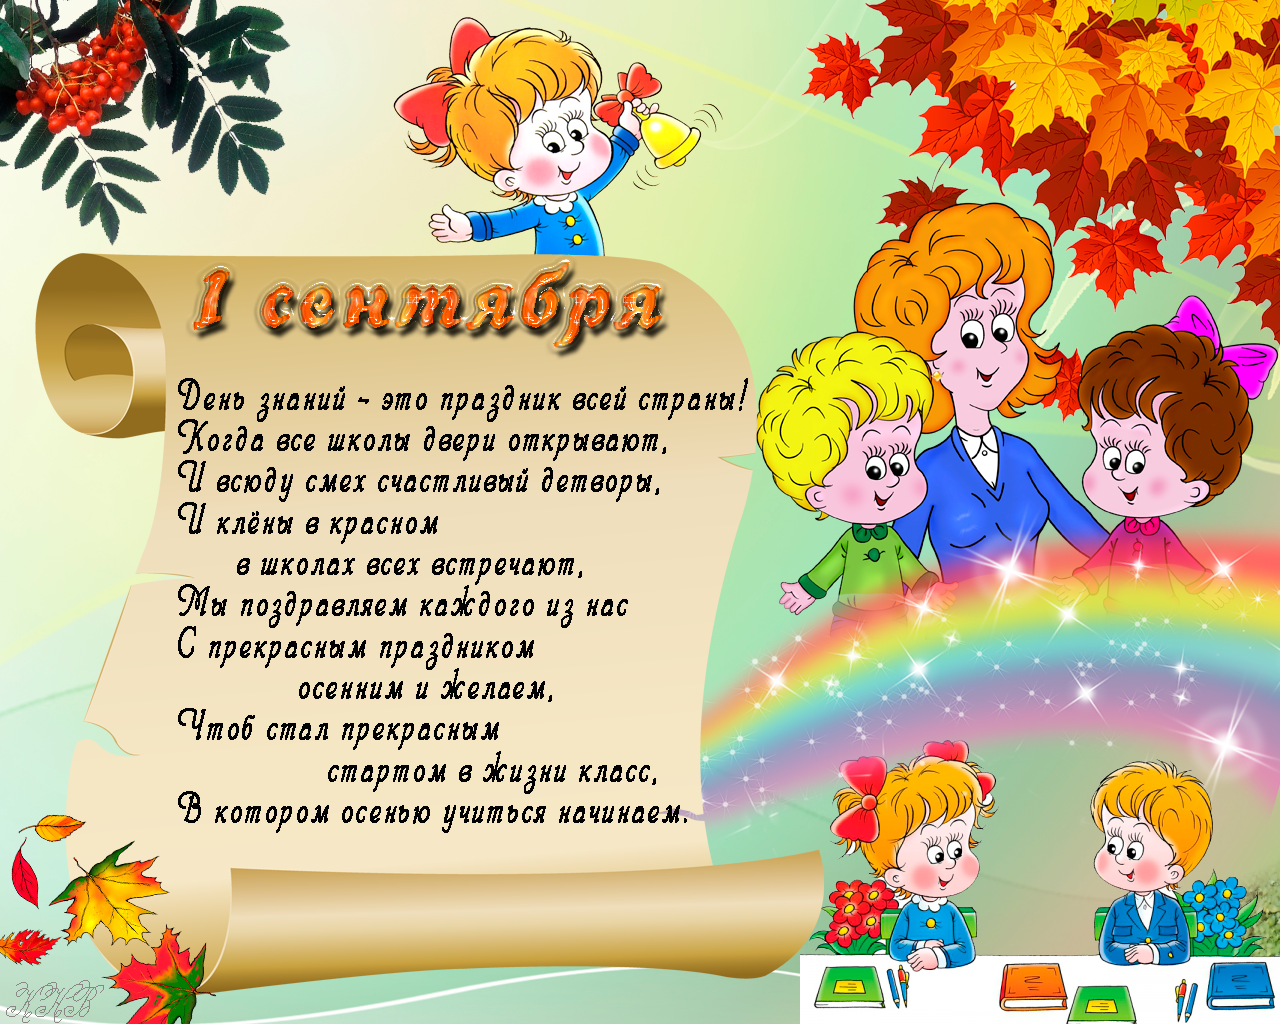 1 сентября
День знаний - это праздник всей страны!
Когда все школы двери открывают,
И всюду смех счастливый детворы,
И клёны в красном
в школах всех встречают,
Мы поздравляем каждого из нас
С прекрасным праздником
осенним и желаем,
Чтоб стал прекрасным
стартом в жизни класс,
В котором осенью учиться начинаем.